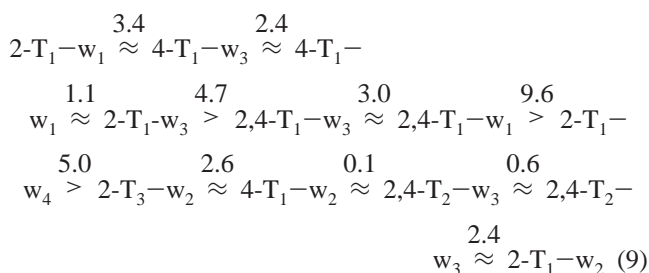 3.4 2.4
2-T₁−w₁ ≈ 4-T₁−w₃ ≈ 4-T₁−
1.1 4.7 3.0 9.6
w₁ ≈ 2-T₁-w₃ > 2,4-T₁−w₃ ≈ 2,4-T₁−w₁ > 2-T₁−
5.0 2.6 0.1 0.6
w₄ > 2-T₃−w₂ ≈ 4-T₁−w₂ ≈ 2,4-T₂−w₃ ≈ 2,4-T₂−
2.4
w₃ ≈ 2-T₁−w₂ (9)